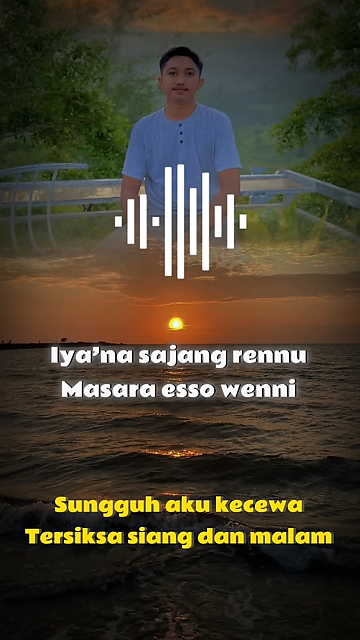 Iya'na sajang rennu
Masara esso wenni
Sungguh aku kecewa
Tersiksa siang dan malam